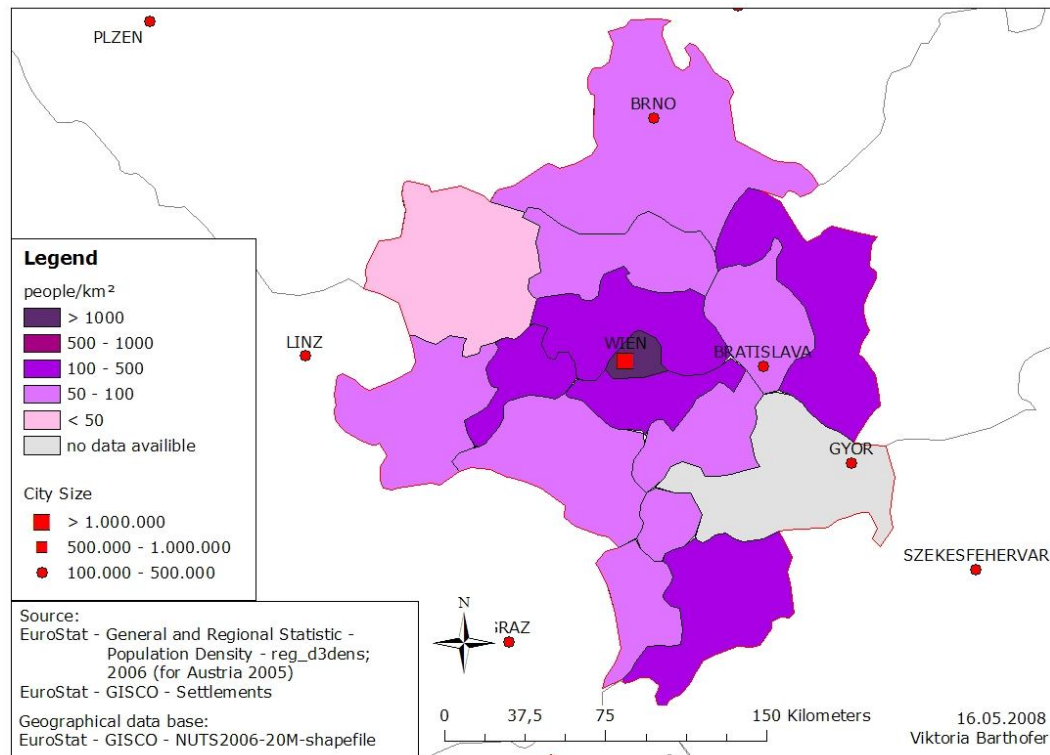 PLZEN
BRNO
LINZ
WIEN
BRATISLAVA
GYOR
SZEKESFEHERVAR
GRAZ
Legend
people/km²
> 1000
500 - 1000
100 - 500
50 - 100
< 50
no data availible
City Size
> 1.000.000
500.000 - 1.000.000
100.000 - 500.000
Source:
EuroStat - General and Regional Statistic -
Population Density - reg_d3dens;
2006 (for Austria 2005)
EuroStat - GISCO - Settlements
Geographical data base:
EuroStat - GISCO - NUTS2006-20M-shapefile
N
0 37,5 75 150 Kilometers
16.05.2008
Viktoria Barthofer